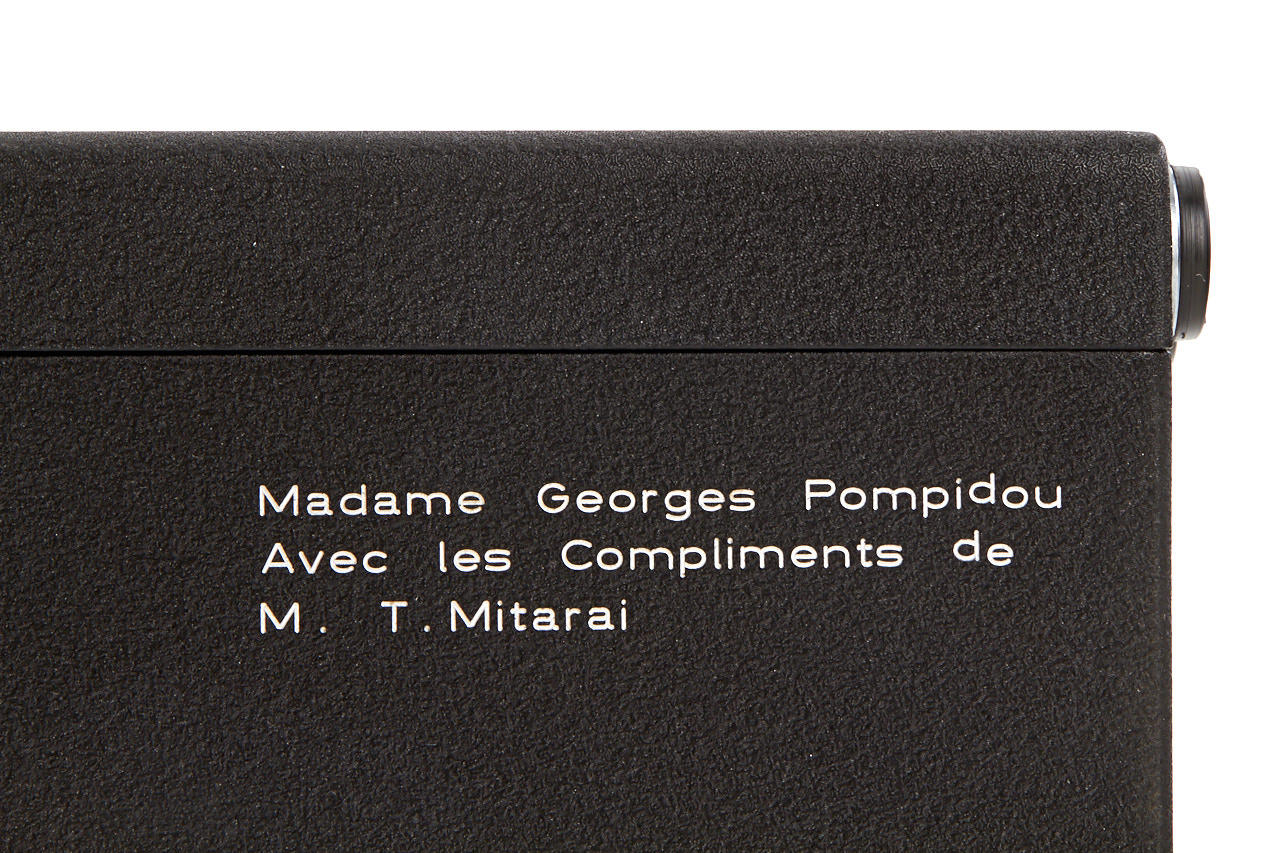 Madame Georges Pompidou
Avec les Compliments de
M. T. Mitarai